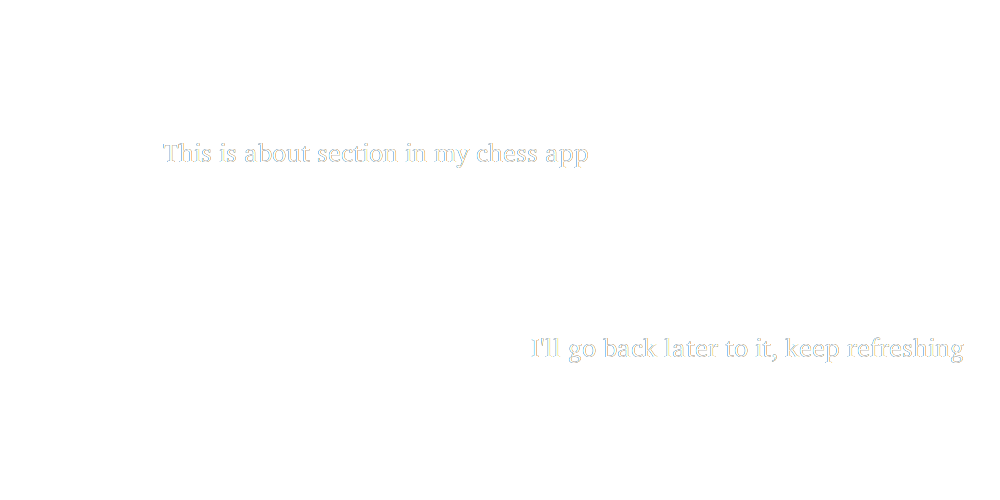 This is about section in my chess app
I'll go back later to it, keep refreshing